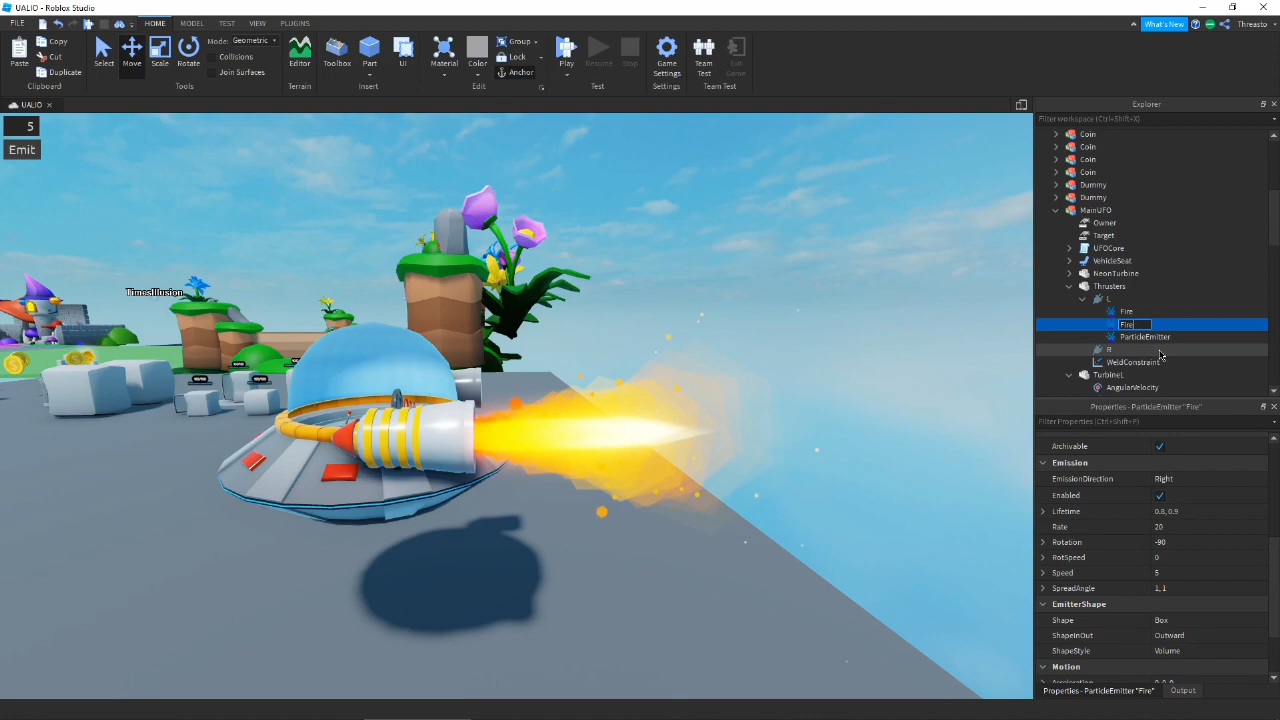 UALIO - Roblox Studio
FILE HOME MODEL TEST VIEW PLUGINS What's New Threasto
Paste Copy Cut Duplicate Clipboard
Select Move Scale Rotate Mode: Geometric Collisions Join Surfaces Tools
Editor Terrain
Toolbox Part UI Insert
Material Color Group Lock Anchor Edit
Play Resume Stop Test
Game Settings Settings
Team Test Exit Game Team Test
UALIO
5
Emit
TimesIllusion
Explorer
Filter workspace (Ctrl+Shift+X)
Coin
Coin
Coin
Coin
Dummy
Dummy
MainUFO
Owner
Target
UFOCore
VehicleSeat
NeonTurbine
Thrusters
L
Fire
Fire
ParticleEmitter
R
WeldConstraint
TurbineL
AngularVelocity
Properties - ParticleEmitter "Fire"
Filter Properties (Ctrl+Shift+P)
Archivable
Emission
EmissionDirection Right
Enabled
Lifetime 0.8, 0.9
Rate 20
Rotation -90
RotSpeed 0
Speed 5
SpreadAngle 1, 1
EmitterShape
Shape Box
ShapeInOut Outward
ShapeStyle Volume
Motion
Properties - ParticleEmitter "Fire" Output